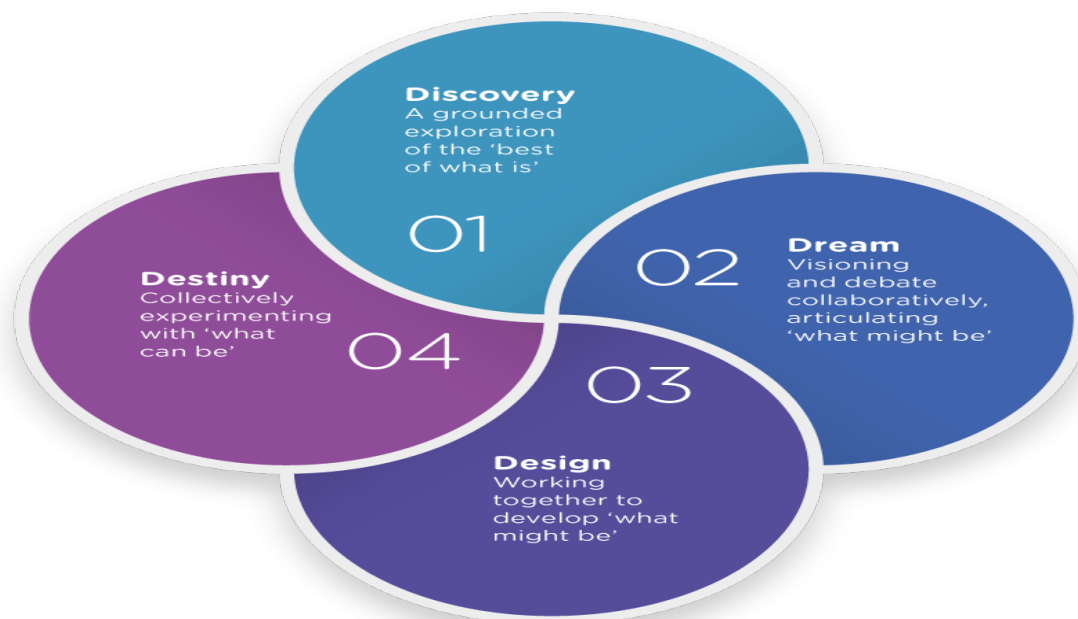 Discovery
A grounded
exploration
of the ‘best
of what is’
01
02
Dream
Visioning
and debate
collaboratively,
articulating
‘what might be’
03
Design
Working
together to
develop ‘what
might be’
Destiny
Collectively
experimenting
with ‘what
can be’
04